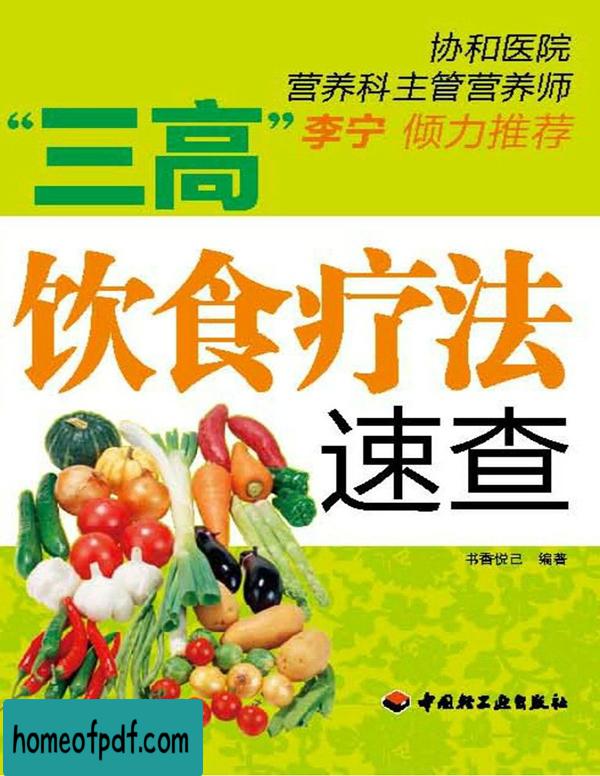 协和医院
营养科主管营养师
李宁 倾力推荐
“三高”
饮食疗法
速查
书香悦己 编著
中国轻工业出版社
homeofpdf.com